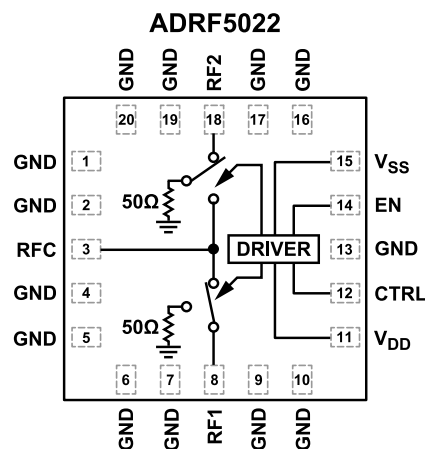 ADRF5022
GND GND RF2 GND GND
20 19 18 17 16
GND 1 15 VSS
GND 2 50Ω 14 EN
RFC 3 DRIVER 13 GND
GND 4 12 CTRL
GND 5 50Ω 11 VDD
6 7 8 9 10
GND GND RF1 GND GND